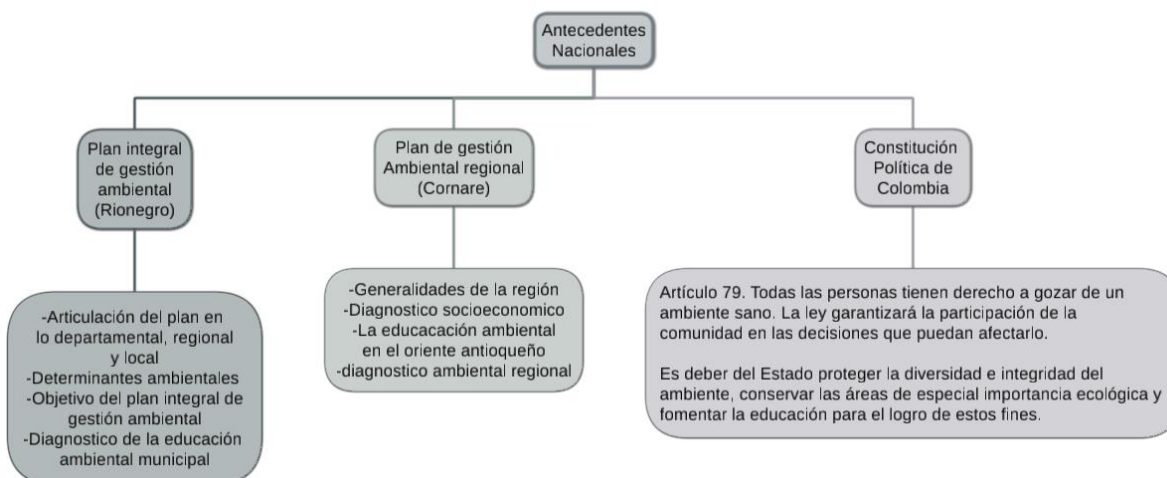 Antecedentes
Nacionales
Plan integral
de gestión
ambiental
(Rionegro)
Plan de gestión
Ambiental regional
(Cornare)
Constitución
Política de
Colombia
-Articulación del plan en
lo departamental, regional
y local
-Determinantes ambientales
-Objetivo del plan integral de
gestión ambiental
-Diagnostico de la educación
ambiental municipal
-Generalidades de la región
-Diagnostico socioeconomico
-La educacación ambiental
en el oriente antioqueño
-diagnostico ambiental regional
Artículo 79. Todas las personas tienen derecho a gozar de un
ambiente sano. La ley garantizará la participación de la
comunidad en las decisiones que puedan afectarlo.
Es deber del Estado proteger la diversidad e integridad del
ambiente, conservar las áreas de especial importancia ecológica y
fomentar la educación para el logro de estos fines.